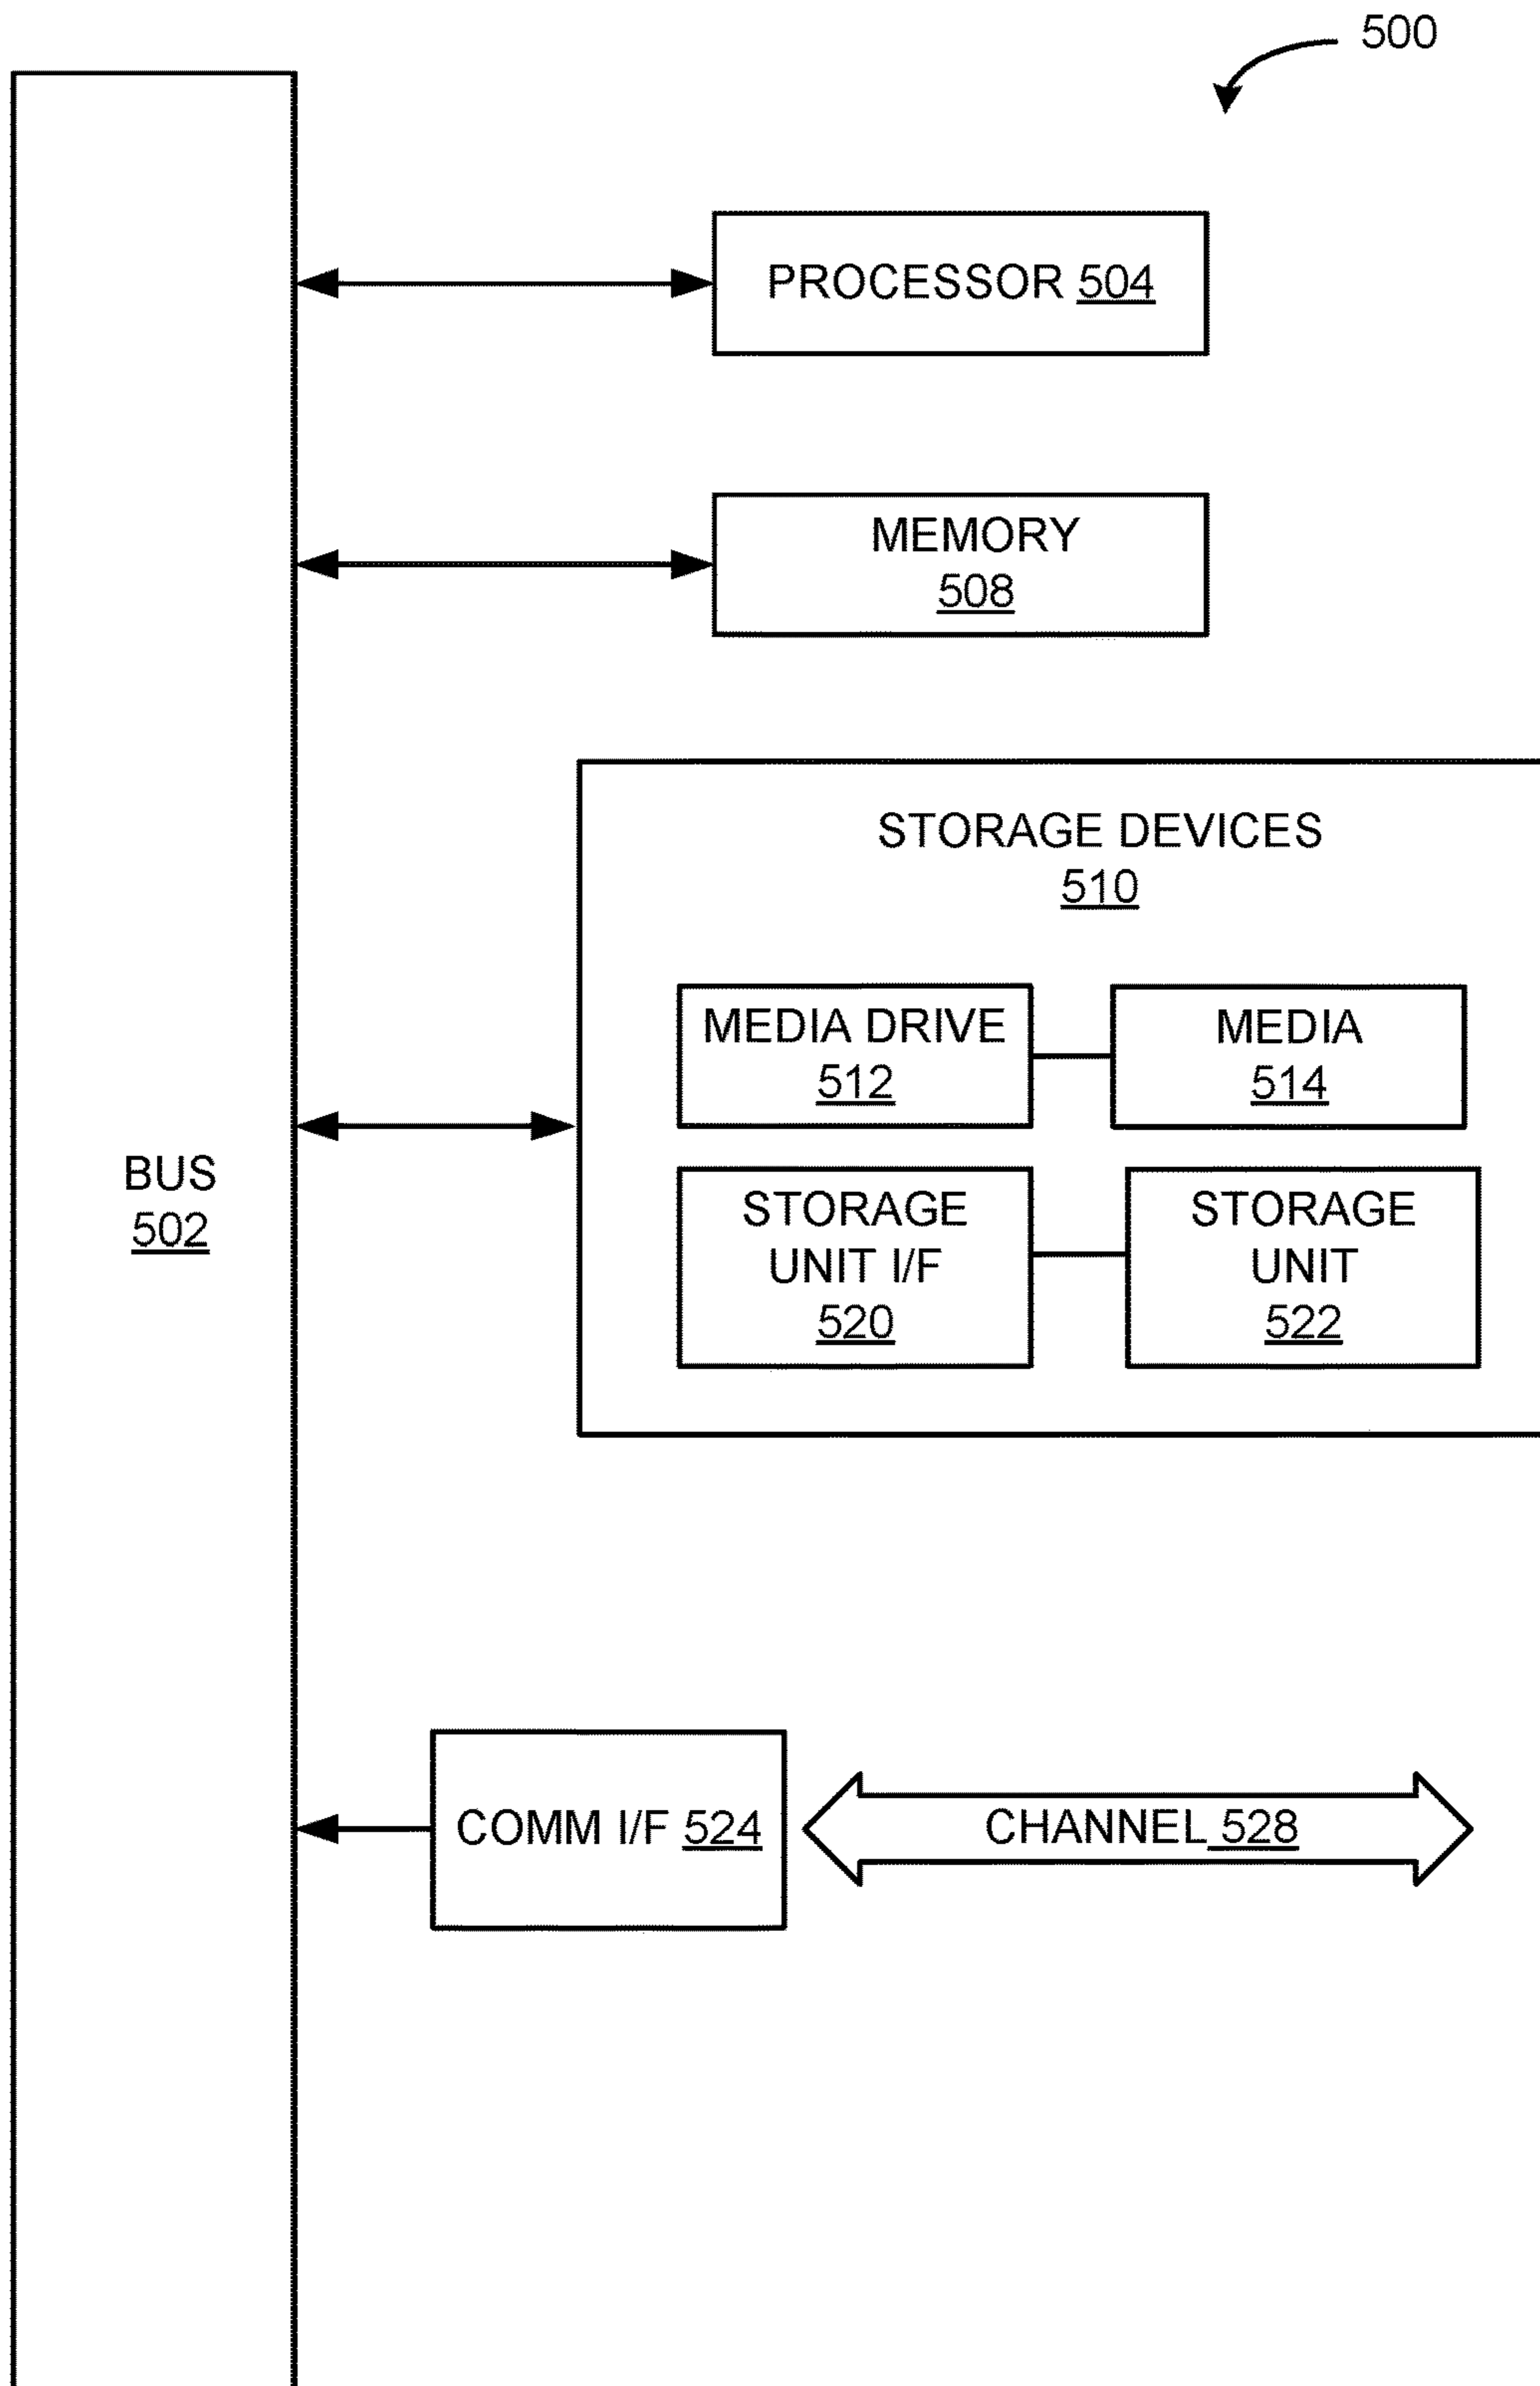 500
PROCESSOR 504
MEMORY
508
STORAGE DEVICES
510
MEDIA DRIVE
512
MEDIA
514
BUS
502
STORAGE
UNIT I/F
520
STORAGE
UNIT
522
COMM I/F 524
CHANNEL 528